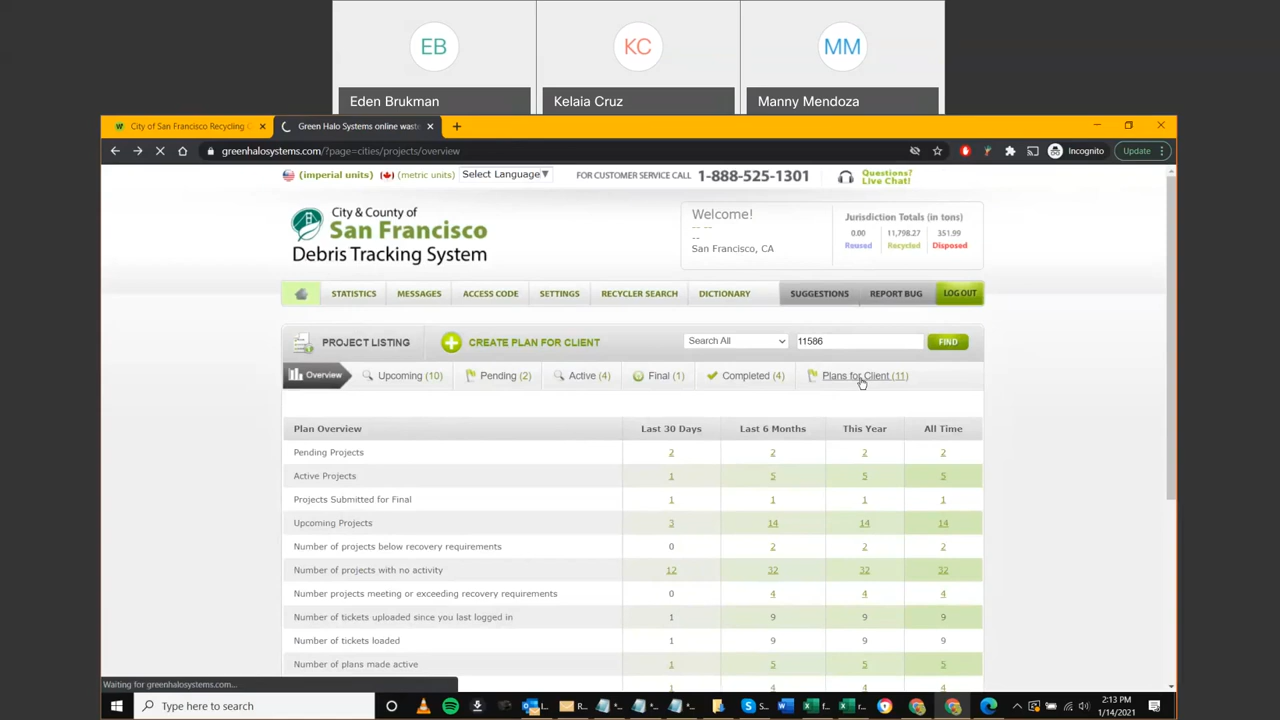 EB
KC
MM
Eden Brukman
Kelaia Cruz
Manny Mendoza
City of San Francisco Recycling
Green Halo Systems online waste
greenhalosystems.com/?page=cities/projects/overview
Incognito
Update
(imperial units)
(metric units)
Select Language
FOR CUSTOMER SERVICE CALL 1-888-525-1301
Questions?
Live Chat!
City & County of
San Francisco
Debris Tracking System
Welcome!
-- --
--
San Francisco, CA
Jurisdiction Totals (in tons)
0.00 11,798.27 351.99
Reused Recycled Disposed
STATISTICS MESSAGES ACCESS CODE SETTINGS RECYCLER SEARCH DICTIONARY SUGGESTIONS REPORT BUG LOG OUT
PROJECT LISTING CREATE PLAN FOR CLIENT Search All 11586 FIND
Overview Upcoming (10) Pending (2) Active (4) Final (1) Completed (4) Plans for Client (11)
Plan Overview Last 30 Days Last 6 Months This Year All Time
Pending Projects 2 2 2 2
Active Projects 1 5 5 5
Projects Submitted for Final 1 1 1 1
Upcoming Projects 3 14 14 14
Number of projects below recovery requirements 0 2 2 2
Number of projects with no activity 12 32 32 32
Number projects meeting or exceeding recovery requirements 0 4 4 4
Number of tickets uploaded since you last logged in 1 9 9 9
Number of tickets loaded 1 9 9 9
Number of plans made active 1 5 5 5
4 4 4
Waiting for greenhalosystems.com...
Type here to search
2:13 PM
1/14/2021